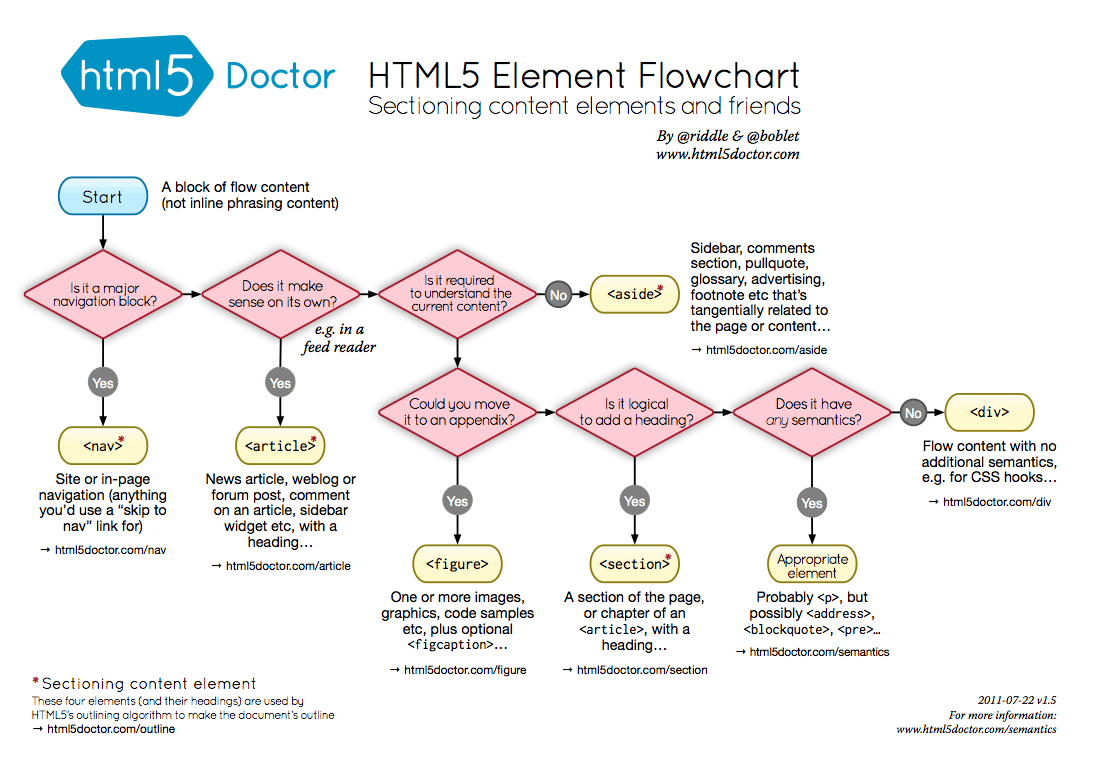 html5 Doctor
HTML5 Element Flowchart
Sectioning content elements and friends
By @riddle & @boblet
www.html5doctor.com
Start
A block of flow content
(not inline phrasing content)
Is it a major
navigation block?
Does it make
sense on its own?
e.g. in a
feed reader
Is it required
to understand the
current content?
No
<aside>*
Sidebar, comments
section, pullquote,
glossary, advertising,
footnote etc that’s
tangentially related to
the page or content…
→ html5doctor.com/aside
Yes
<nav>*
Site or in-page
navigation (anything
you’d use a “skip to
nav” link for)
→ html5doctor.com/nav
Yes
<article>*
News article, weblog or
forum post, comment
on an article, sidebar
widget etc, with a
heading…
→ html5doctor.com/article
Could you move
it to an appendix?
Is it logical
to add a heading?
Does it have
any semantics?
No
<div>
Flow content with no
additional semantics,
e.g. for CSS hooks…
→ html5doctor.com/div
Yes
<figure>
One or more images,
graphics, code samples
etc, plus optional
<figcaption>…
→ html5doctor.com/figure
Yes
<section>*
A section of the page,
or chapter of an
<article>, with a
heading…
→ html5doctor.com/section
Yes
Appropriate
element
Probably <p>, but
possibly <address>,
<blockquote>, <pre>…
→ html5doctor.com/semantics
* Sectioning content element
These four elements (and their headings) are used by
HTML5’s outlining algorithm to make the document’s outline
→ html5doctor.com/outline
2011-07-22 v1.5
For more information:
www.html5doctor.com/semantics